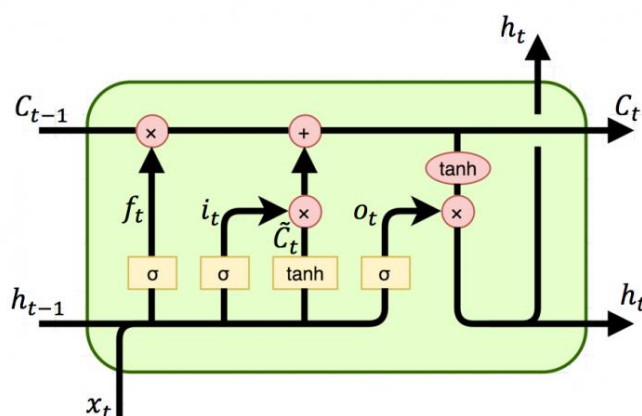 h_t
C_{t-1} × + C_t
tanh
f_t i_t × o_t ×
C̃_t
σ σ tanh σ
h_{t-1} h_t
x_t